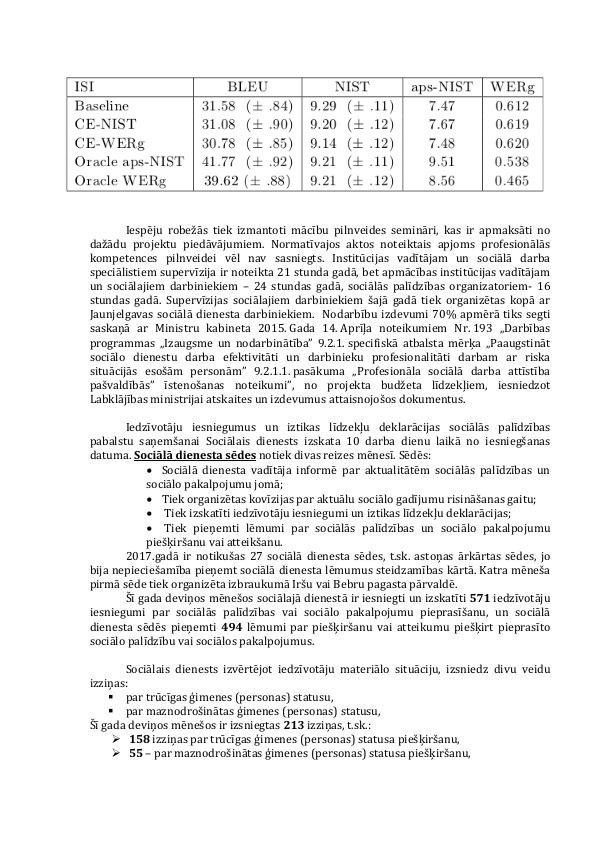 ISI BLEU NIST aps-NIST WERg
Baseline 31.58 (± .84) 9.29 (± .11) 7.47 0.612
CE-NIST 31.08 (± .90) 9.20 (± .12) 7.67 0.619
CE-WERg 30.78 (± .85) 9.14 (± .12) 7.48 0.620
Oracle aps-NIST 41.77 (± .92) 9.21 (± .11) 9.51 0.538
Oracle WERg 39.62 (± .88) 9.21 (± .12) 8.56 0.465
Iespēju robežās tiek izmantoti mācību pilnveides semināri, kas ir apmaksāti no
dažādu projektu piedāvājumiem. Normatīvajos aktos noteiktais apjoms profesionālās
kompetences pilnveidei vēl nav sasniegts. Institūcijas vadītājam un sociālā darba
speciālistiem supervīzija ir noteikta 21 stunda gadā, bet apmācības institūcijas vadītājam
un sociālajiem darbiniekiem – 24 stundas gadā, sociālās palīdzības organizatoriem- 16
stundas gadā. Supervīzijas sociālajiem darbiniekiem šajā gadā tiek organizētas kopā ar
Jaunjelgavas sociālā dienesta darbiniekiem. Nodarbību izdevumi 70% apmērā tiks segti
saskaņā ar Ministru kabineta 2015. Gada 14. Aprīļa noteikumiem Nr. 193 „Darbības
programmas „Izaugsme un nodarbinātība” 9.2.1. specifiskā atbalsta mērķa „Paaugstināt
sociālo dienestu darba efektivitāti un darbinieku profesionalitāti darbam ar riska
situācijās esošām personām” 9.2.1.1. pasākuma „Profesionāla sociālā darba attīstība
pašvaldībās” īstenošanas noteikumi”, no projekta budžeta līdzekļiem, iesniedzot
Labklājības ministrijai atskaites un izdevumus attaisnojošos dokumentus.
Iedzīvotāju iesniegumus un iztikas līdzekļu deklarācijas sociālās palīdzības
pabalstu saņemšanai Sociālais dienests izskata 10 darba dienu laikā no iesniegšanas
datuma. Sociālā dienesta sēdes notiek divas reizes mēnesī. Sēdēs:
• Sociālā dienesta vadītāja informē par aktualitātēm sociālās palīdzības un
sociālo pakalpojumu jomā;
• Tiek organizētas kovīzijas par aktuālu sociālo gadījumu risināšanas gaitu;
• Tiek izskatīti iedzīvotāju iesniegumi un iztikas līdzekļu deklarācijas;
• Tiek pieņemti lēmumi par sociālās palīdzības un sociālo pakalpojumu
piešķiršanu vai atteikšanu.
2017.gadā ir notikušas 27 sociālā dienesta sēdes, t.sk. astoņas ārkārtas sēdes, jo
bija nepieciešamība pieņemt sociālā dienesta lēmumus steidzamības kārtā. Katra mēneša
pirmā sēde tiek organizēta izbraukumā Iršu vai Bebru pagasta pārvaldē.
Šī gada deviņos mēnešos sociālajā dienestā ir iesniegti un izskatīti 571 iedzīvotāju
iesniegumi par sociālās palīdzības vai sociālo pakalpojumu pieprasīšanu, un sociālā
dienesta sēdēs pieņemti 494 lēmumi par piešķiršanu vai atteikumu piešķirt pieprasīto
sociālo palīdzību vai sociālos pakalpojumus.
Sociālais dienests izvērtējot iedzīvotāju materiālo situāciju, izsniedz divu veidu
izziņas:
▪ par trūcīgas ģimenes (personas) statusu,
▪ par maznodrošinātas ģimenes (personas) statusu,
Šī gada deviņos mēnešos ir izsniegtas 213 izziņas, t.sk.:
➢ 158 izziņas par trūcīgas ģimenes (personas) statusa piešķiršanu,
➢ 55 – par maznodrošinātas ģimenes (personas) statusa piešķiršanu,